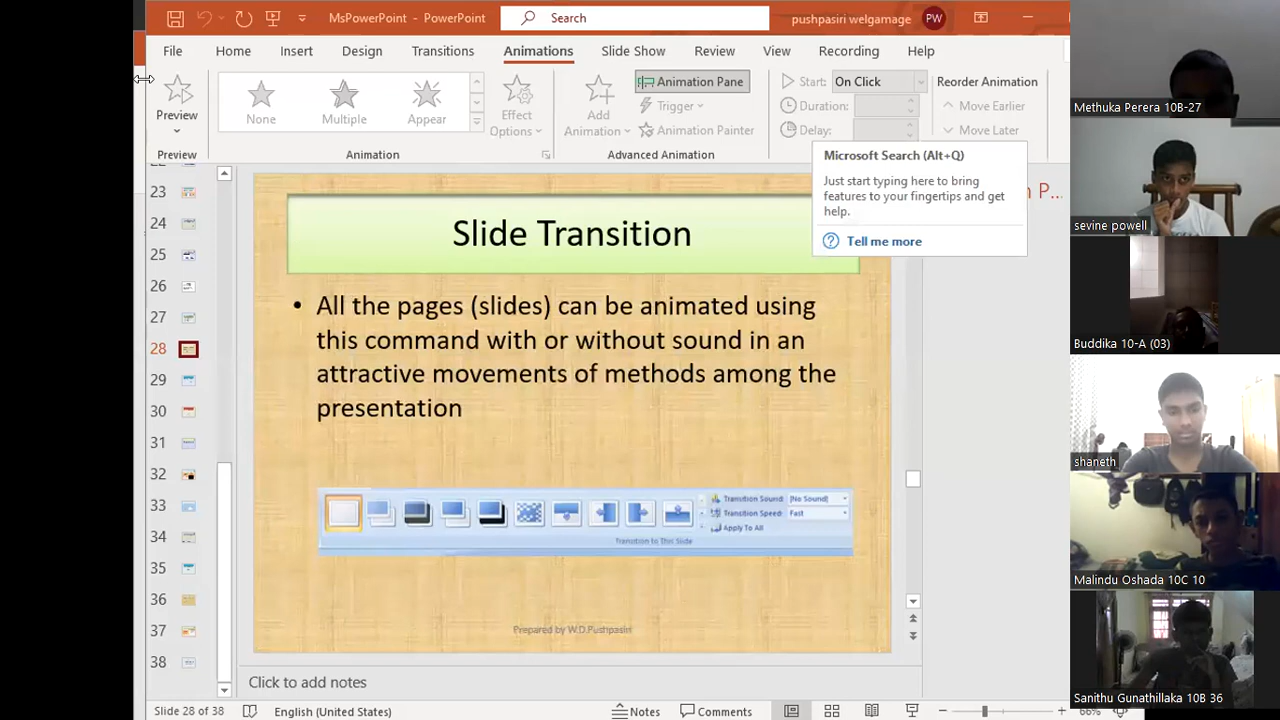 MsPowerPoint - PowerPoint
Search
pushpasiri welgamage
PW
File Home Insert Design Transitions Animations Slide Show Review View Recording Help
Preview
None
Multiple
Appear
Effect
Options
Add
Animation
Animation Pane
Trigger
Animation Painter
Start: On Click
Duration:
Delay:
Reorder Animation
Move Earlier
Move Later
Preview
Animation
Advanced Animation
Microsoft Search (Alt+Q)
Just start typing here to bring
features to your fingertips and get
help.
Tell me more
n P...
23
24
25
26
27
28
29
30
31
32
33
34
35
36
37
38
Slide Transition
• All the pages (slides) can be animated using
this command with or without sound in an
attractive movements of methods among the
presentation
Transition Sound: [No Sound]
Transition Speed: Fast
Apply To All
Transition to This Slide
Prepared by W.D.Pushpasiri
Click to add notes
Slide 28 of 38
English (United States)
Notes
Comments
66%
Methuka Perera 10B-27
sevine powell
Buddika 10-A (03)
shaneth
Malindu Oshada 10C 10
Sanithu Gunathillaka 10B 36